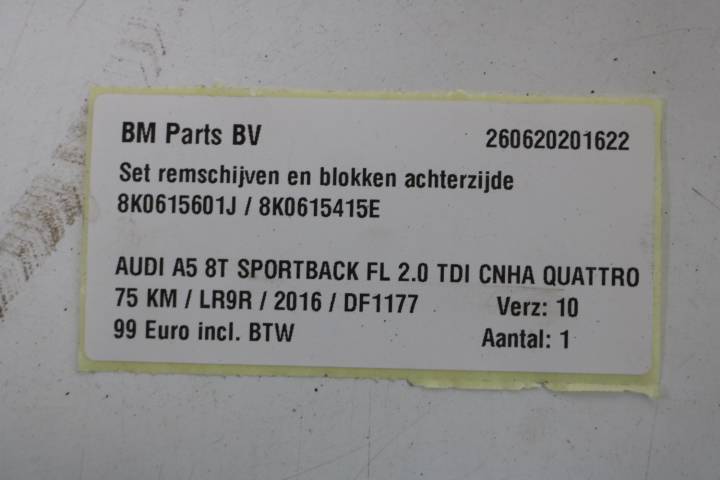 BM Parts BV 260620201622
Set remschijven en blokken achterzijde
8K0615601J / 8K0615415E
AUDI A5 8T SPORTBACK FL 2.0 TDI CNHA QUATTRO
75 KM / LR9R / 2016 / DF1177 Verz: 10
99 Euro incl. BTW Aantal: 1